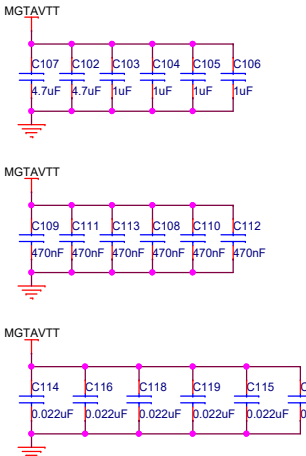 MGTAVTT
C107 C102 C103 C104 C105 C106
4.7uF 4.7uF 1uF 1uF 1uF 1uF
MGTAVTT
C109 C111 C113 C108 C110 C112
470nF 470nF 470nF 470nF 470nF 470nF
MGTAVTT
C114 C116 C118 C119 C115
0.022uF 0.022uF 0.022uF 0.022uF 0.022uF